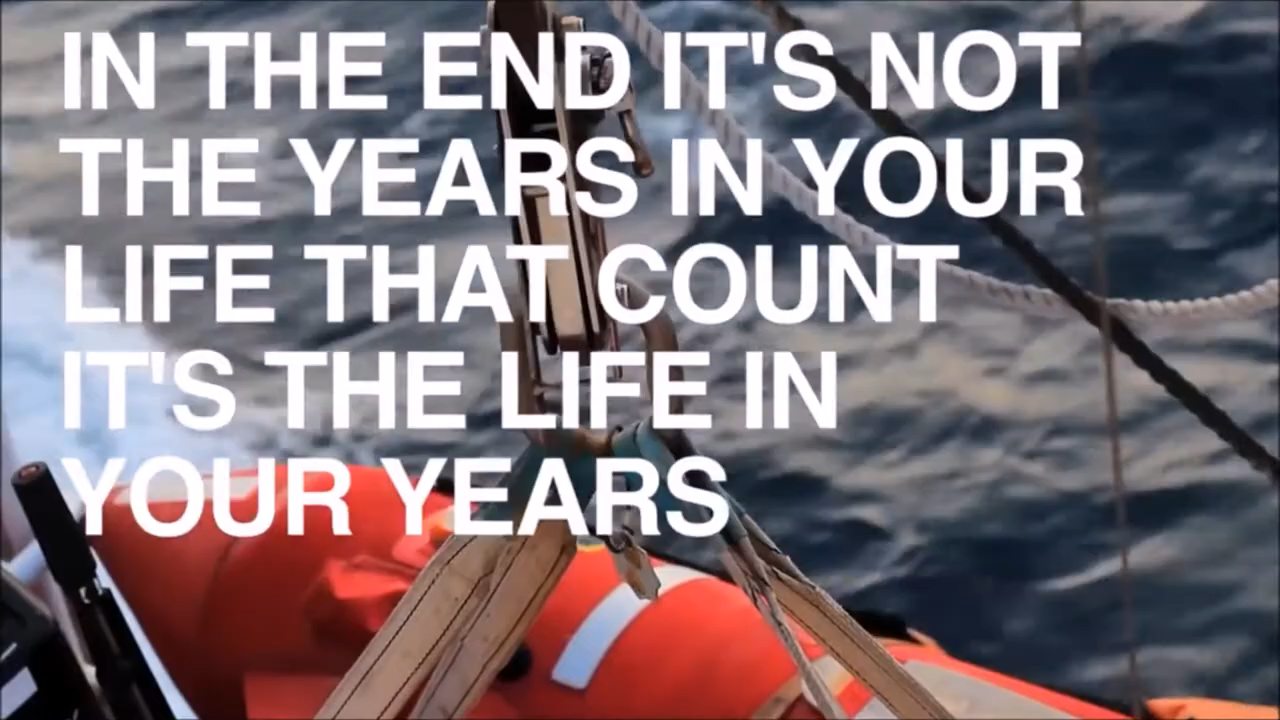 IN THE END IT'S NOT
THE YEARS IN YOUR
LIFE THAT COUNT
IT'S THE LIFE IN
YOUR YEARS